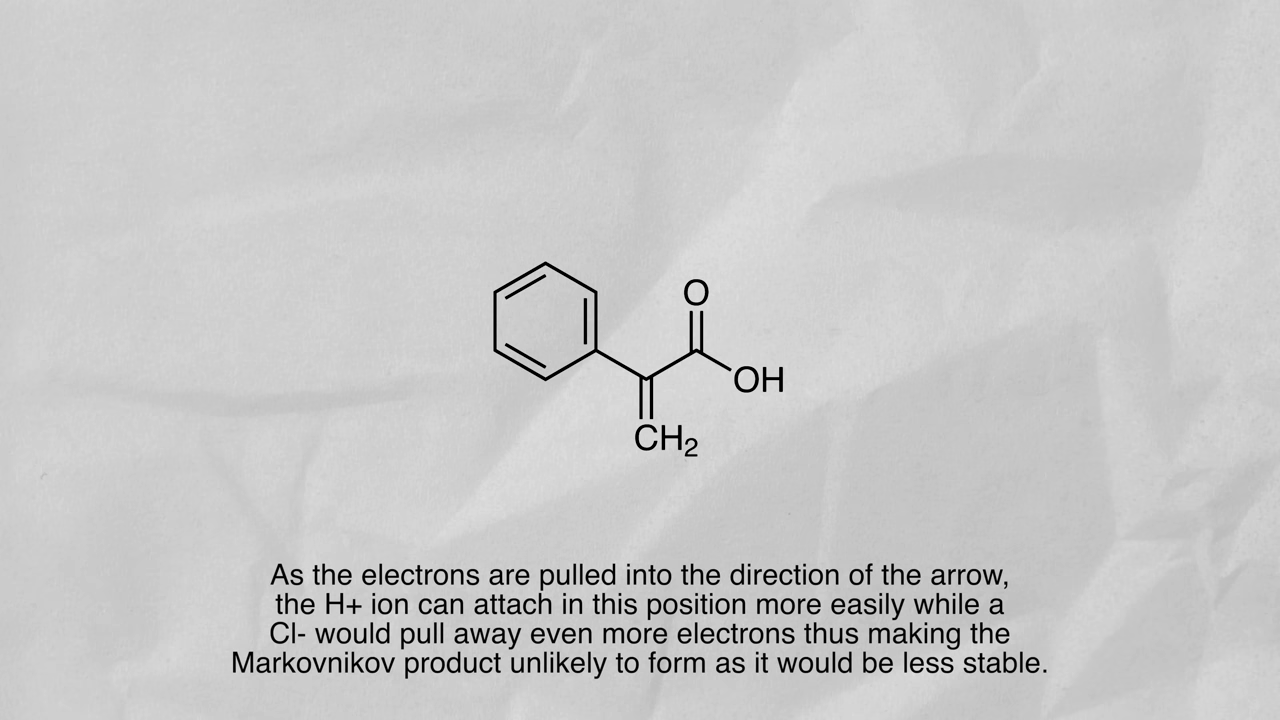 O
OH
CH₂
As the electrons are pulled into the direction of the arrow,
the H+ ion can attach in this position more easily while a
Cl- would pull away even more electrons thus making the
Markovnikov product unlikely to form as it would be less stable.